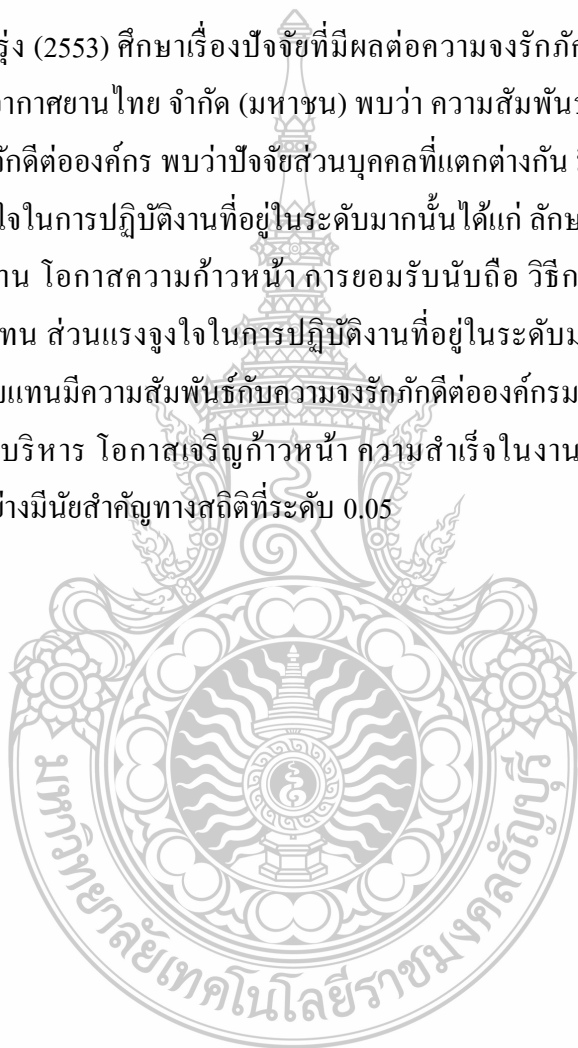 รุ่ง (2553) ศึกษาเรื่องปัจจัยที่มีผลต่อความจงรักภัก
อากาศยานไทย จำกัด (มหาชน) พบว่า ความสัมพัน
ักดีต่อองค์กร พบว่าปัจจัยส่วนบุคคลที่แตกต่างกัน
ใจในการปฏิบัติงานที่อยู่ในระดับมากนั้นได้แก่ ลักษ
าน โอกาสความก้าวหน้า การยอมรับนับถือ วิธีก
แทน ส่วนแรงจูงใจในการปฏิบัติงานที่อยู่ในระดับม
บแทนมีความสัมพันธ์กับความจงรักภักดีต่อองค์กรม
บริหาร โอกาสเจริญก้าวหน้า ความสำเร็จในงาน
ย่างมีนัยสำคัญทางสถิติที่ระดับ 0.05
มหาวิทยาลัยเทคโนโลยีราชมงคลธัญบุรี